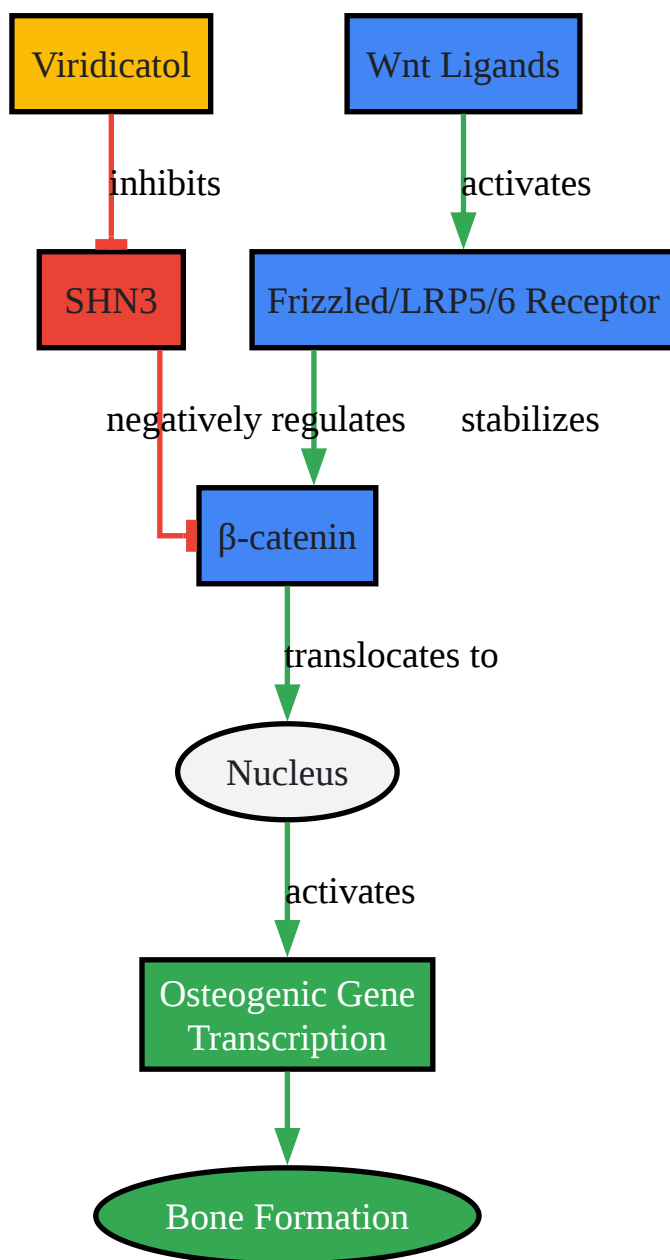 Viridicatol
Wnt Ligands
inhibits
activates
SHN3
Frizzled/LRP5/6 Receptor
negatively regulates
stabilizes
β-catenin
translocates to
Nucleus
activates
Osteogenic Gene
Transcription
Bone Formation